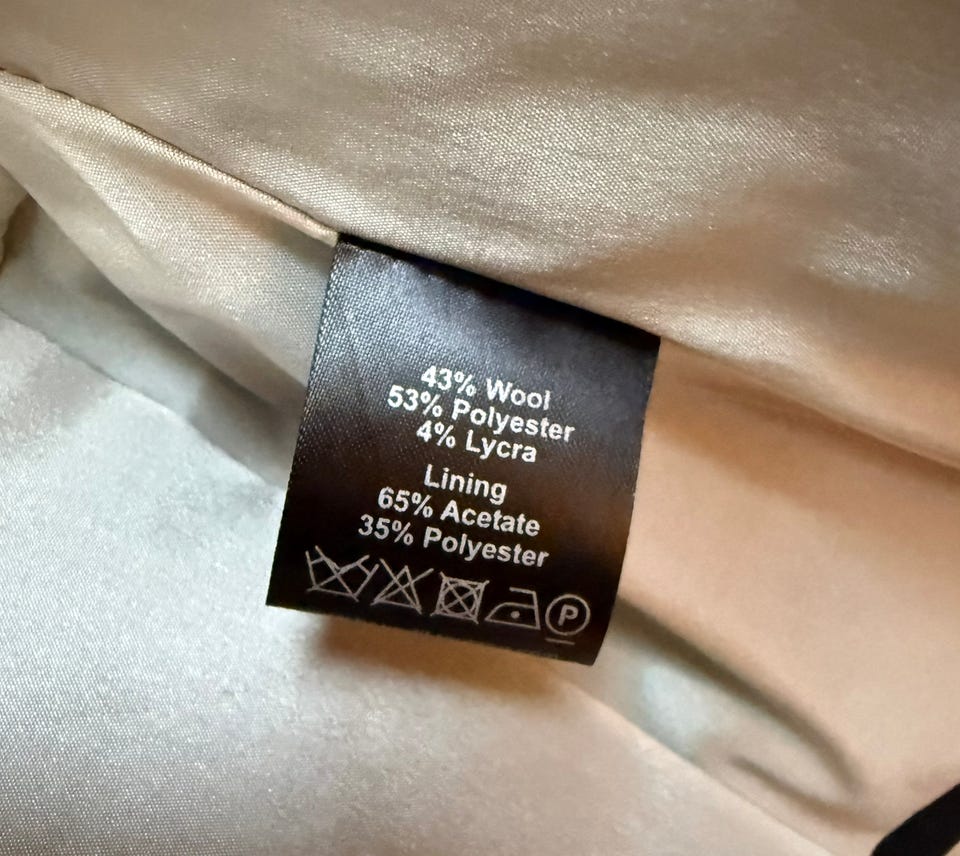 43% Wool
53% Polyester
4% Lycra
Lining
65% Acetate
35% Polyester
P